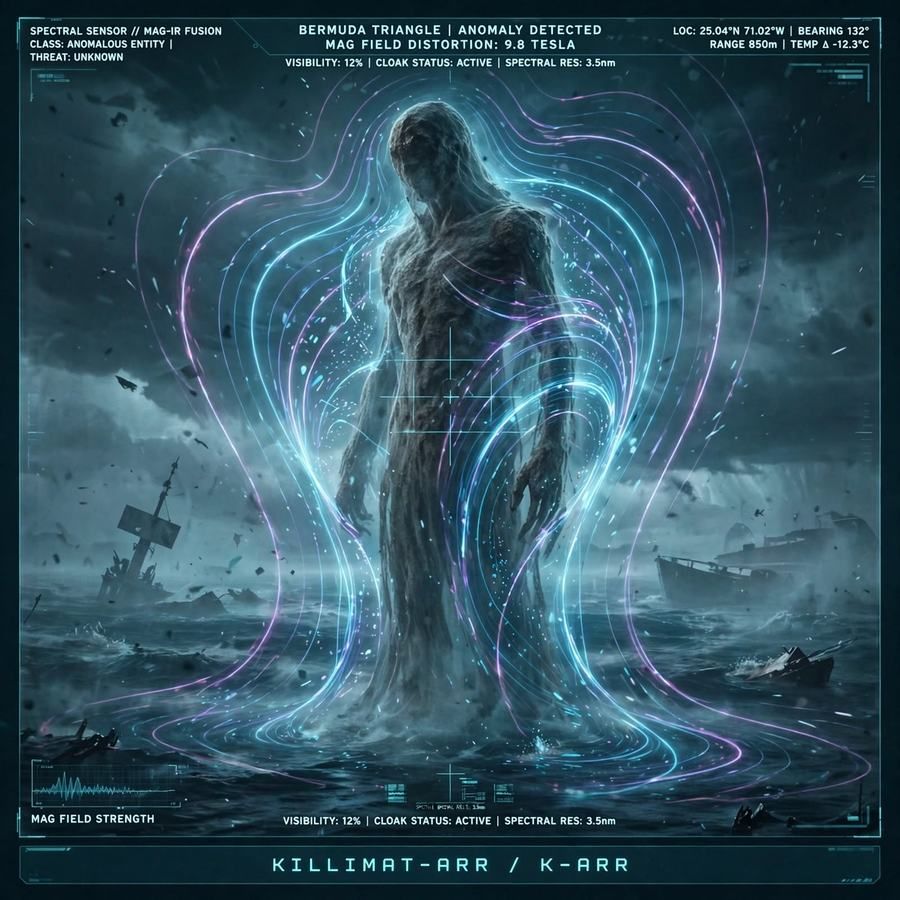 SPECTRAL SENSOR // MAG-IR FUSION
CLASS: ANOMALOUS ENTITY |
THREAT: UNKNOWN
BERMUDA TRIANGLE | ANOMALY DETECTED
MAG FIELD DISTORTION: 9.8 TESLA
VISIBILITY: 12% | CLOAK STATUS: ACTIVE | SPECTRAL RES: 3.5nm
LOC: 25.04°N 71.02°W | BEARING 132°
RANGE 850m | TEMP Δ -12.3°C
MAG FIELD STRENGTH
VISIBILITY: 12% | CLOAK STATUS: ACTIVE | SPECTRAL RES: 3.5nm
KILLIMAT-ARR / K-ARR